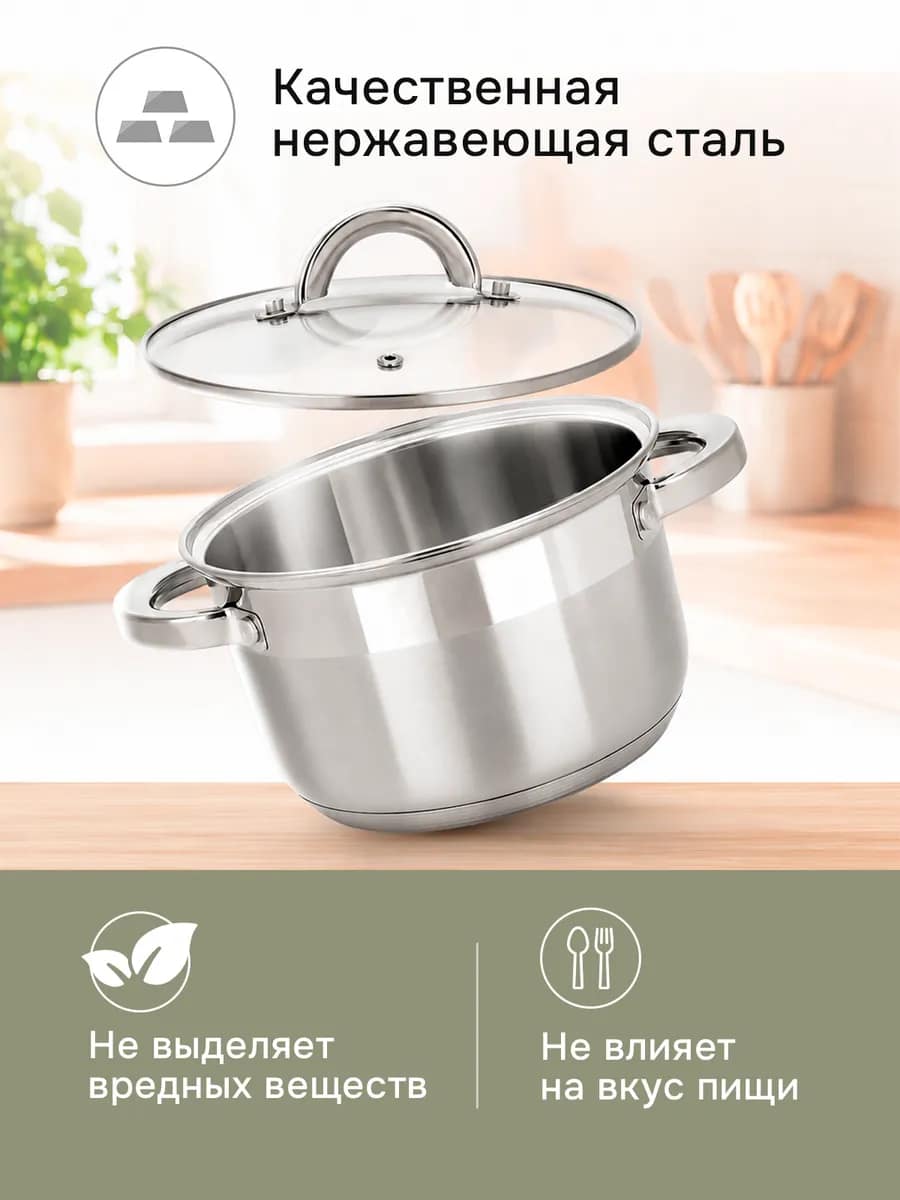 Качественная
нержавеющая сталь
Не выделяет
вредных веществ
Не влияет
на вкус пищи